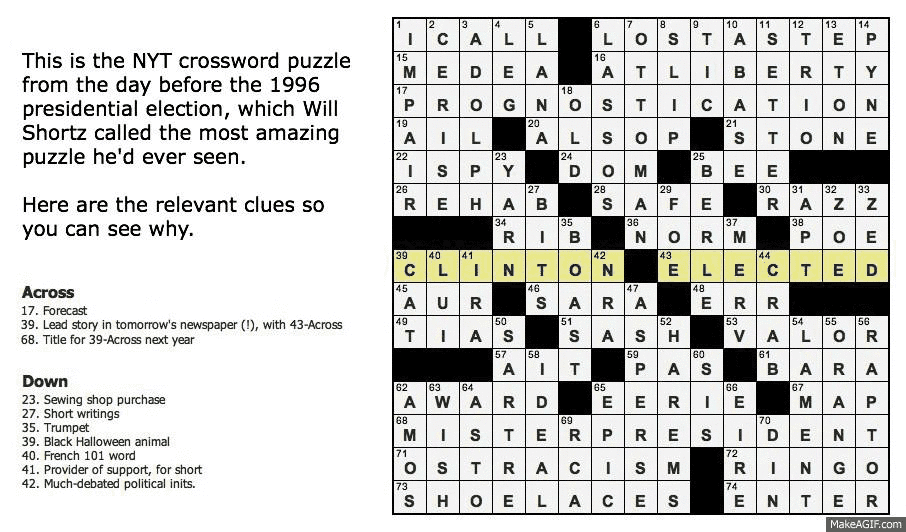 This is the NYT crossword puzzle
from the day before the 1996
presidential election, which Will
Shortz called the most amazing
puzzle he'd ever seen.
Here are the relevant clues so
you can see why.
Across
17. Forecast
39. Lead story in tomorrow's newspaper (!), with 43-Across
68. Title for 39-Across next year
Down
23. Sewing shop purchase
27. Short writings
35. Trumpet
39. Black Halloween animal
40. French 101 word
41. Provider of support, for short
42. Much-debated political inits.
1 2 3 4 5 6 7 8 9 10 11 12 13 14
I C A L L L O S T A S T E P
15 16
M E D E A A T L I B E R T Y
17 18
P R O G N O S T I C A T I O N
19 20 21
A I L A L S O P S T O N E
22 23 24 25
I S P Y D O M B E E
26 27 28 29 30 31 32 33
R E H A B S A F E R A Z Z
34 35 36 37 38
R I B N O R M P O E
39 40 41 42 43 44
C L I N T O N E L E C T E D
45 46 47 48
A U R S A R A E R R
49 50 51 52 53 54 55 56
T I A S S A S H V A L O R
57 58 59 60 61
A I T P A S B A R A
62 63 64 65 66 67
A W A R D E E R I E M A P
68 69 70
M I S T E R P R E S I D E N T
71 72
O S T R A C I S M R I N G O
73 74
S H O E L A C E S E N T E R
MakeAGIF.com